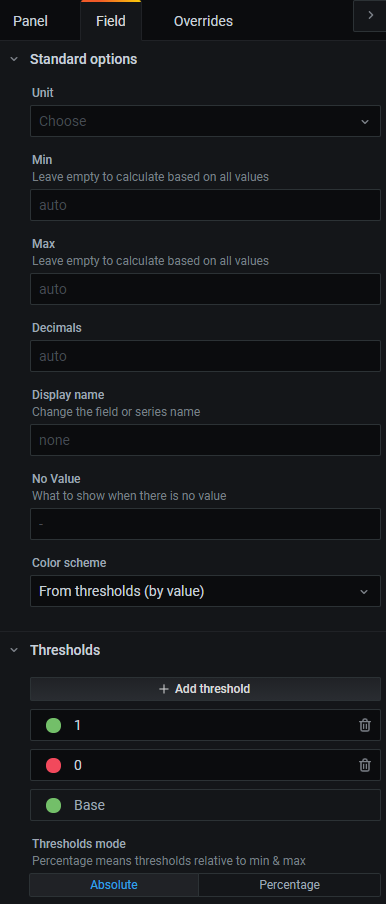 Panel
Field
Overrides
Standard options
Unit
Choose
Min
Leave empty to calculate based on all values
auto
Max
Leave empty to calculate based on all values
auto
Decimals
auto
Display name
Change the field or series name
none
No Value
What to show when there is no value
-
Color scheme
From thresholds (by value)
Thresholds
+ Add threshold
1
0
Base
Thresholds mode
Percentage means thresholds relative to min & max
Absolute
Percentage